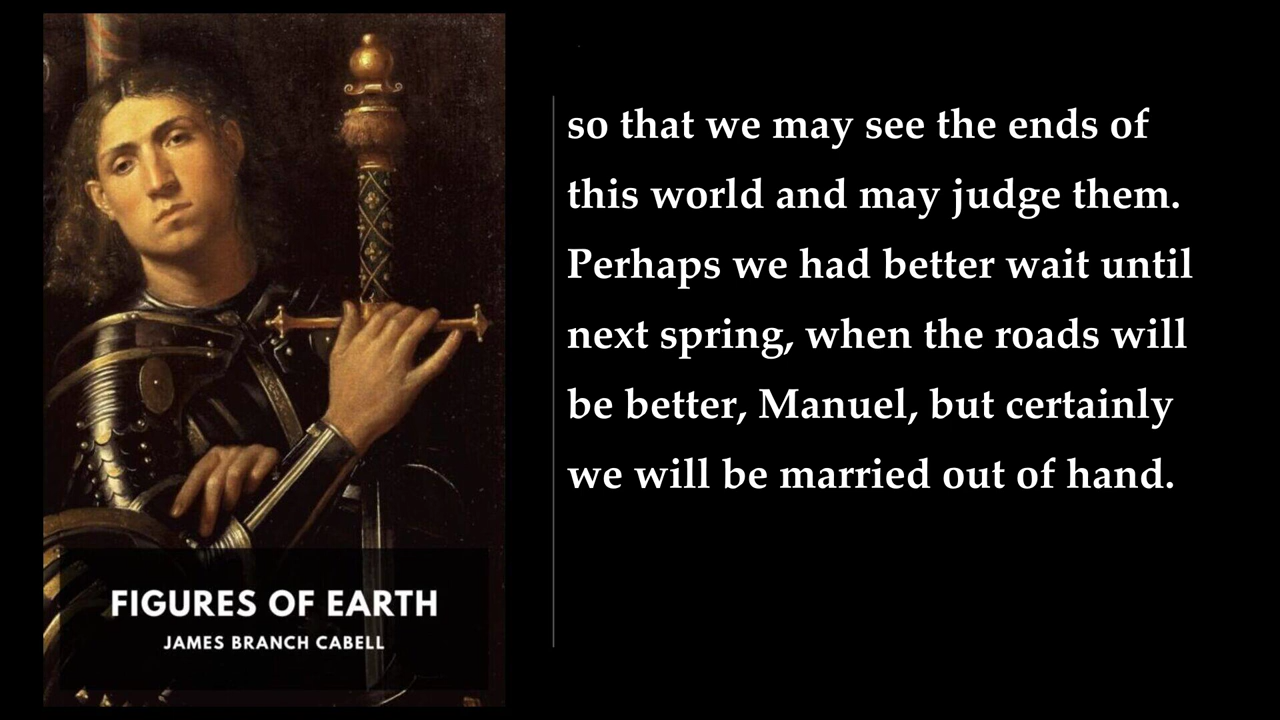 FIGURES OF EARTH
JAMES BRANCH CABELL
so that we may see the ends of
this world and may judge them.
Perhaps we had better wait until
next spring, when the roads will
be better, Manuel, but certainly
we will be married out of hand.